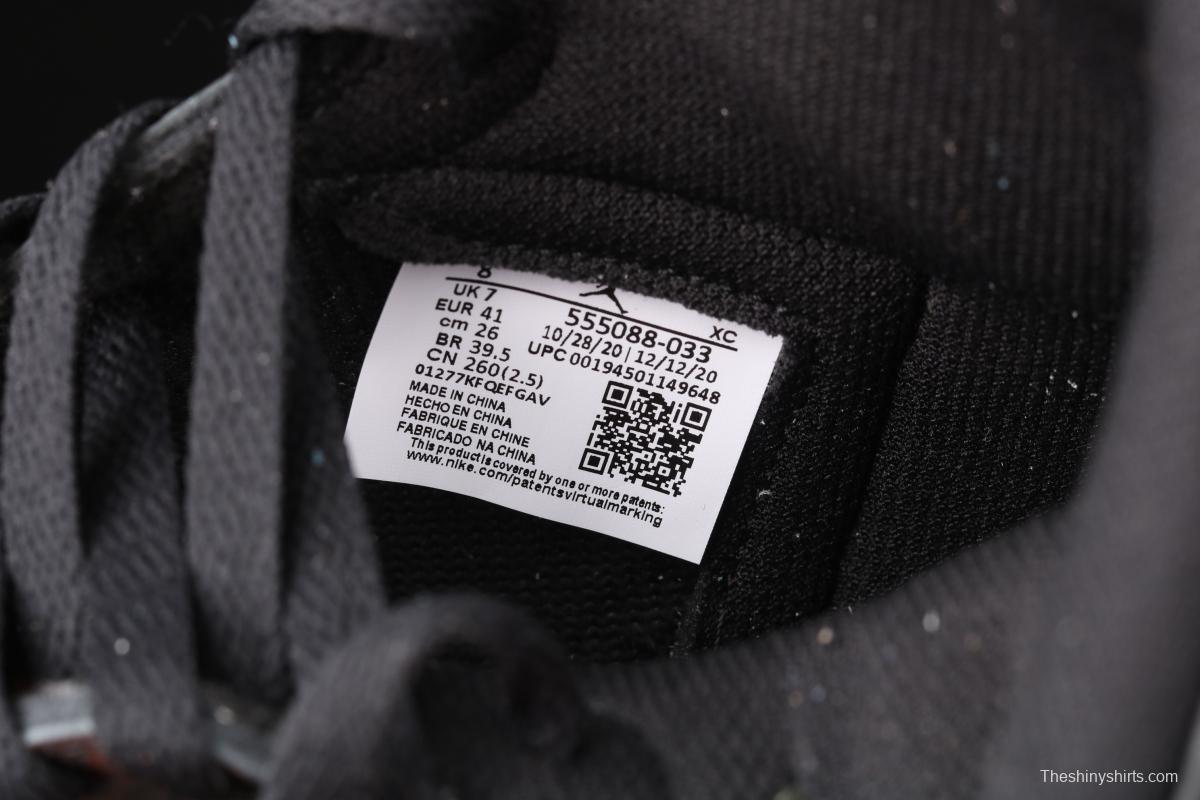 8
UK 7
EUR 41
cm 26
BR 39.5
CN 260(2.5)
01277KFQEFGAV
XC
555088-033
10/28/20 | 12/12/20
UPC 00194501149648
MADE IN CHINA
HECHO EN CHINA
FABRIQUE EN CHINE
FABRICADO NA CHINA
This product is covered by one or more patents:
www.nike.com/patentsvirtualmarking
Theshinyshirts.com